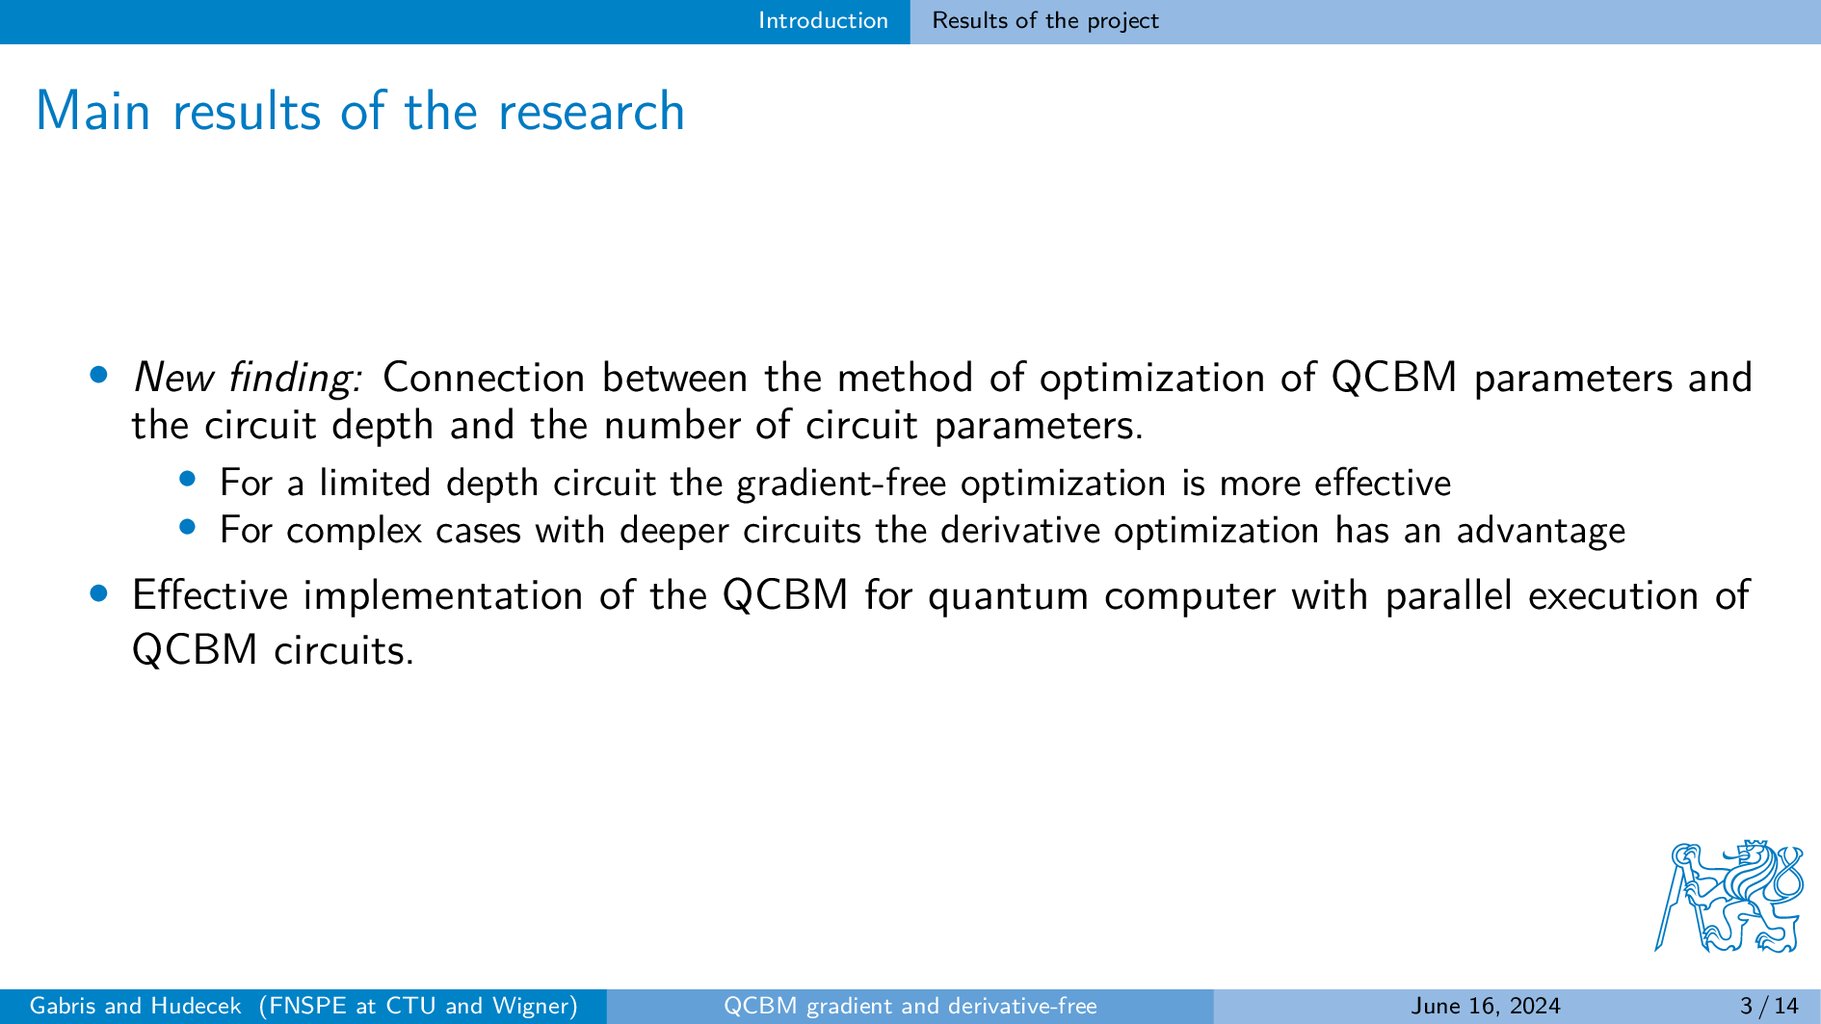 Introduction
Results of the project
Main results of the research
• New finding: Connection between the method of optimization of QCBM parameters and
the circuit depth and the number of circuit parameters.
• For a limited depth circuit the gradient-free optimization is more effective
• For complex cases with deeper circuits the derivative optimization has an advantage
• Effective implementation of the QCBM for quantum computer with parallel execution of
QCBM circuits.
Gabris and Hudecek (FNSPE at CTU and Wigner)
QCBM gradient and derivative-free
June 16, 2024
3 / 14